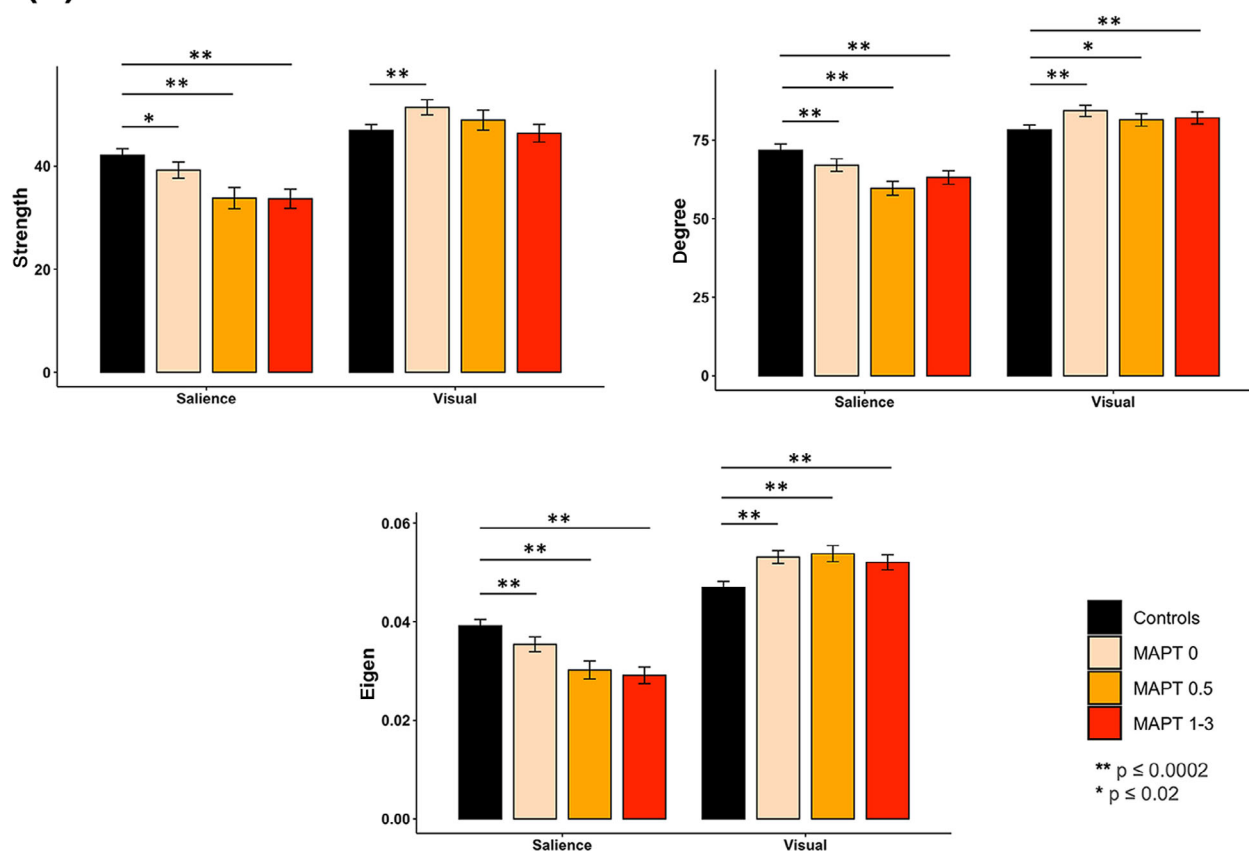 **
**
*
**
Strength
40
20
0
Salience
Visual
**
**
**
**
*
**
Degree
75
50
25
0
Salience
Visual
**
**
**
**
**
**
Eigen
0.06
0.04
0.02
0.00
Salience
Visual
Controls
MAPT 0
MAPT 0.5
MAPT 1-3
** p ≤ 0.0002
* p ≤ 0.02